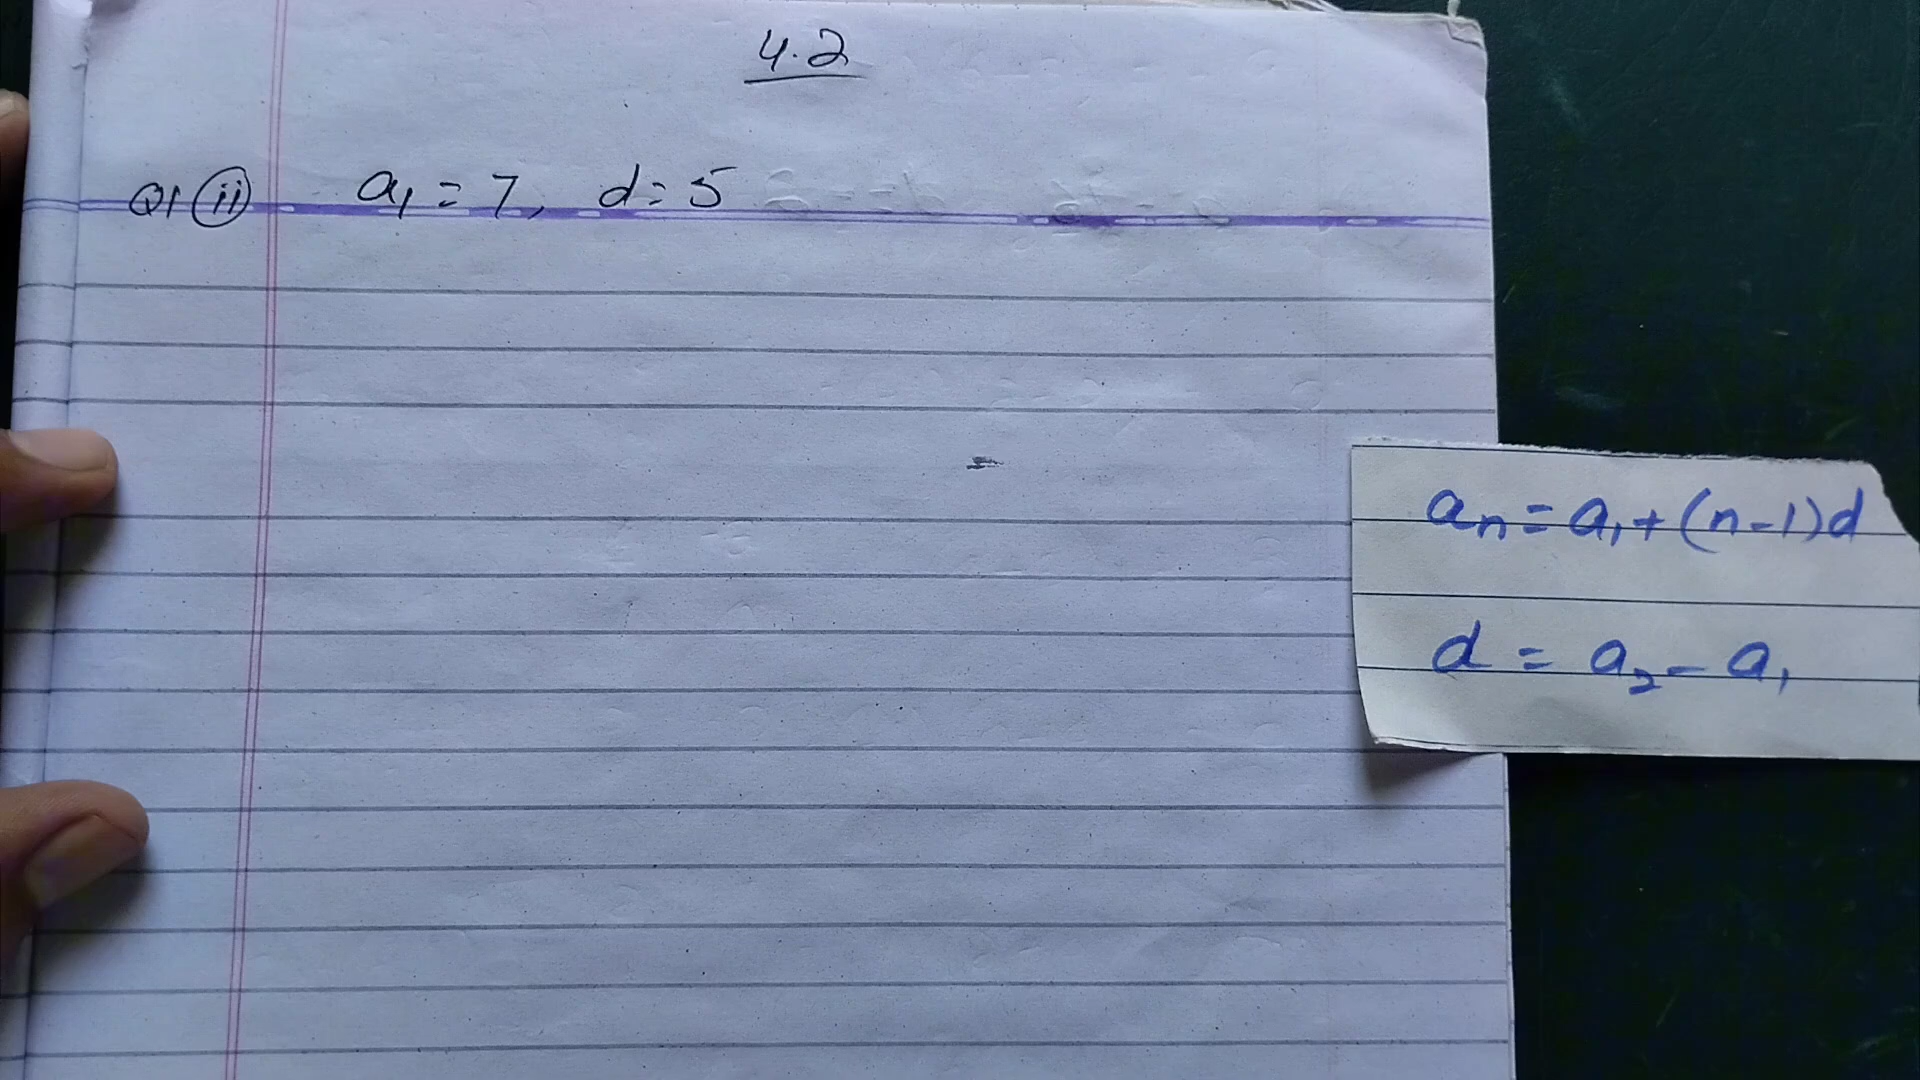 4.2
Q1 (ii) a₁ = 7, d = 5
aₙ = a₁ + (n-1)d
d = a₂ - a₁